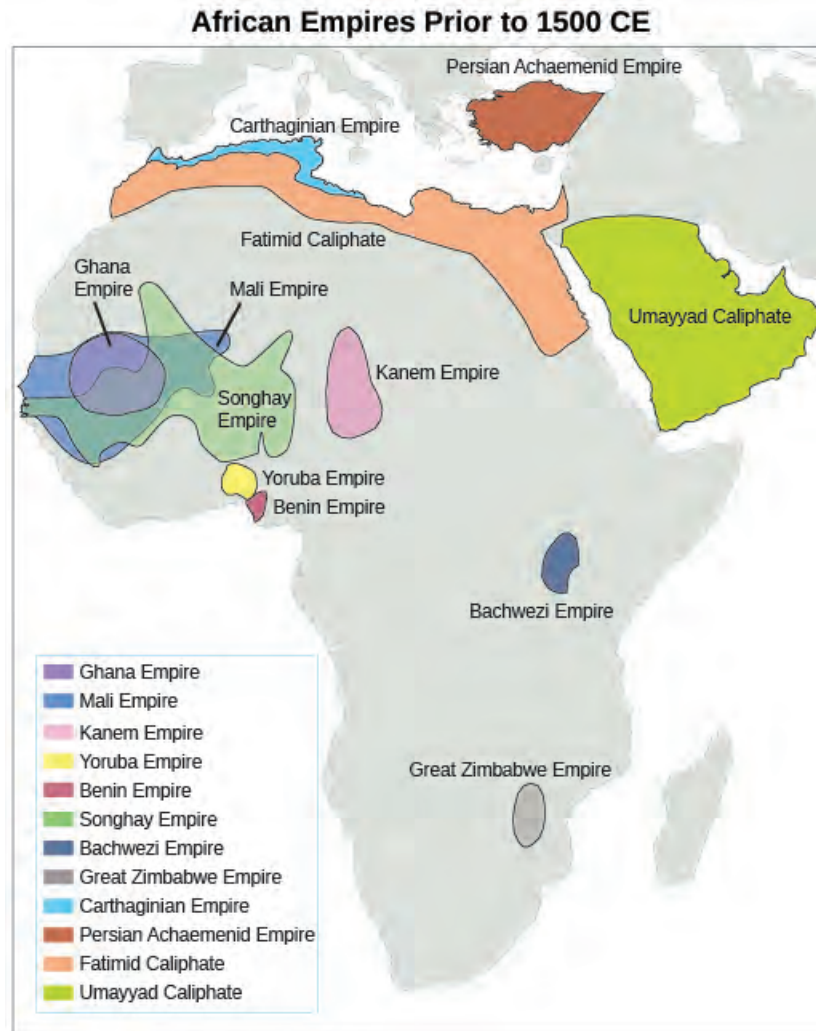 African Empires Prior to 1500 CE
Persian Achaemenid Empire
Carthaginian Empire
Fatimid Caliphate
Ghana
Empire
Mali Empire
Umayyad Caliphate
Kanem Empire
Songhay
Empire
Yoruba Empire
Benin Empire
Bachwezi Empire
Great Zimbabwe Empire
Ghana Empire
Mali Empire
Kanem Empire
Yoruba Empire
Benin Empire
Songhay Empire
Bachwezi Empire
Great Zimbabwe Empire
Carthaginian Empire
Persian Achaemenid Empire
Fatimid Caliphate
Umayyad Caliphate